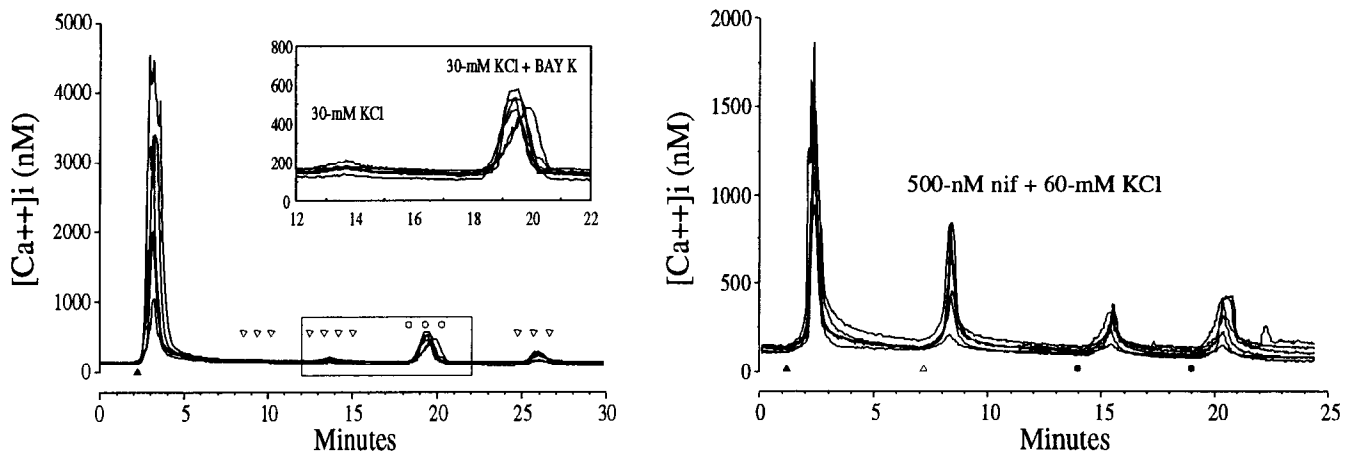 5000
4000
3000
2000
1000
0
[Ca++]i (nM)
800
600
400
200
0
30-mM KCl + BAY K
30-mM KCl
12 14 16 18 20 22
0 5 10 15 20 25 30
Minutes
2000
1500
1000
500
0
[Ca++]i (nM)
500-nM nif + 60-mM KCl
0 5 10 15 20 25
Minutes